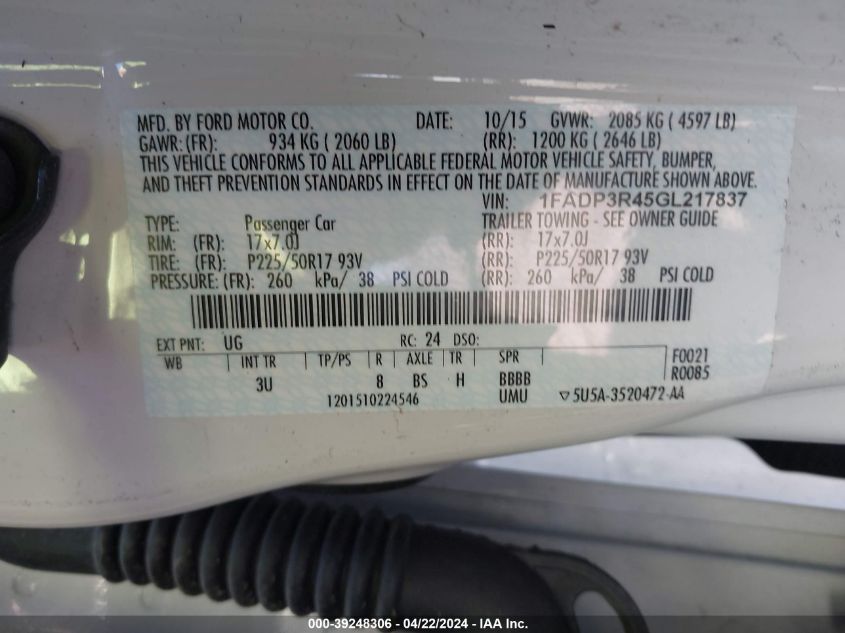 MFD. BY FORD MOTOR CO. DATE: 10/15 GVWR: 2085 KG ( 4597 LB)
GAWR:(FR): 934 KG ( 2060 LB) (RR): 1200 KG ( 2646 LB)
THIS VEHICLE CONFORMS TO ALL APPLICABLE FEDERAL MOTOR VEHICLE SAFETY, BUMPER,
AND THEFT PREVENTION STANDARDS IN EFFECT ON THE DATE OF MANUFACTURE SHOWN ABOVE.
VIN: 1FADP3R45GL217837
TYPE: Passenger Car TRAILER TOWING - SEE OWNER GUIDE
RIM: (FR): 17x7.0J (RR): 17x7.0J
TIRE: (FR): P225/50R17 93V (RR): P225/50R17 93V
PRESSURE: (FR): 260 kPa/ 38 PSI COLD (RR): 260 kPa/ 38 PSI COLD
EXT PNT: UG RC: 24 DSO:
WB INT TR TP/PS R AXLE TR SPR F0021
3U 8 BS H BBBB R0085
1201510224546 UMU ▽5U5A-3520472-AA
000-39248306 - 04/22/2024 - IAA Inc.